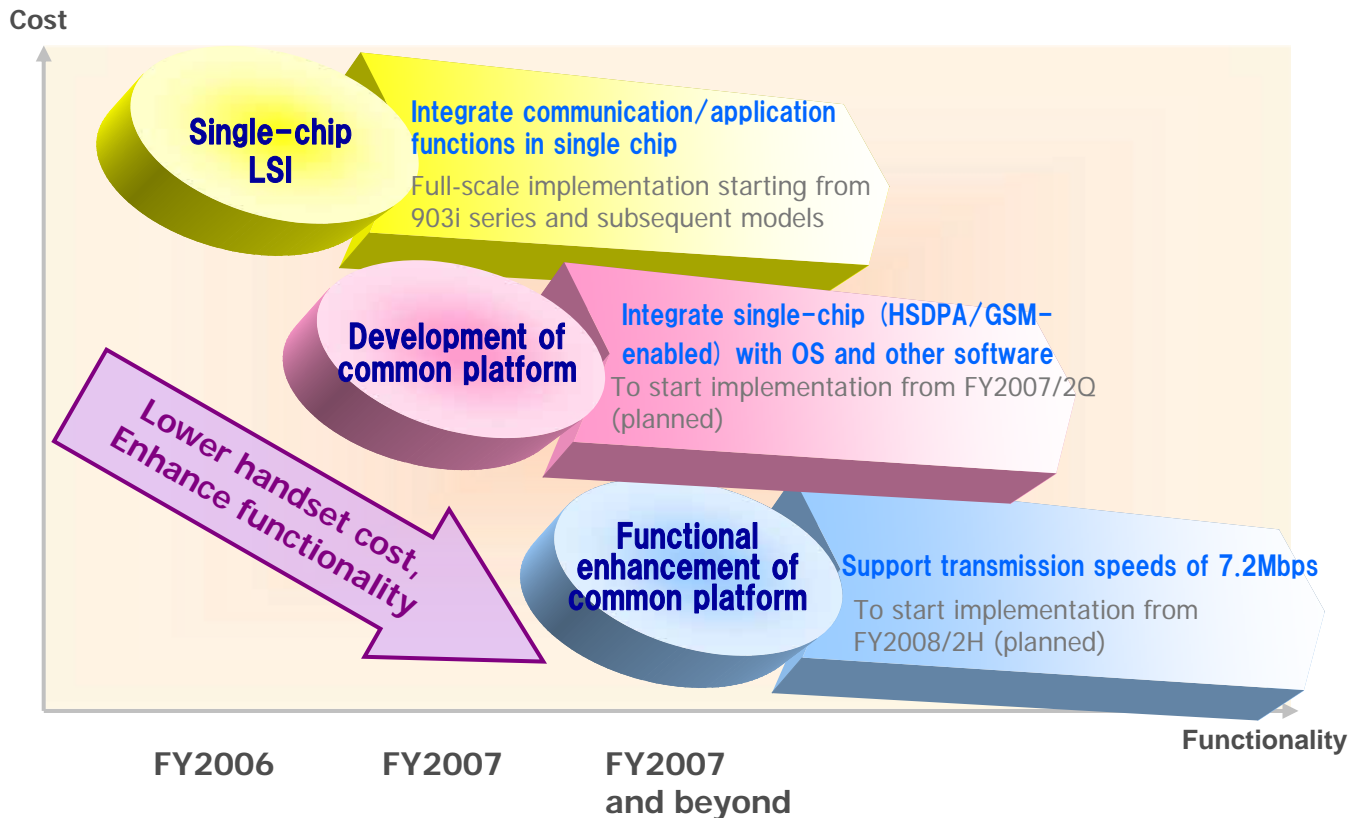 Cost
Single-chip
LSI
Integrate communication/application
functions in single chip
Full-scale implementation starting from
903i series and subsequent models
Development of
common platform
Integrate single-chip (HSDPA/GSM-
enabled) with OS and other software
To start implementation from FY2007/2Q
(planned)
Lower handset cost,
Enhance functionality
Functional
enhancement of
common platform
Support transmission speeds of 7.2Mbps
To start implementation from
FY2008/2H (planned)
Functionality
FY2006
FY2007
FY2007
and beyond